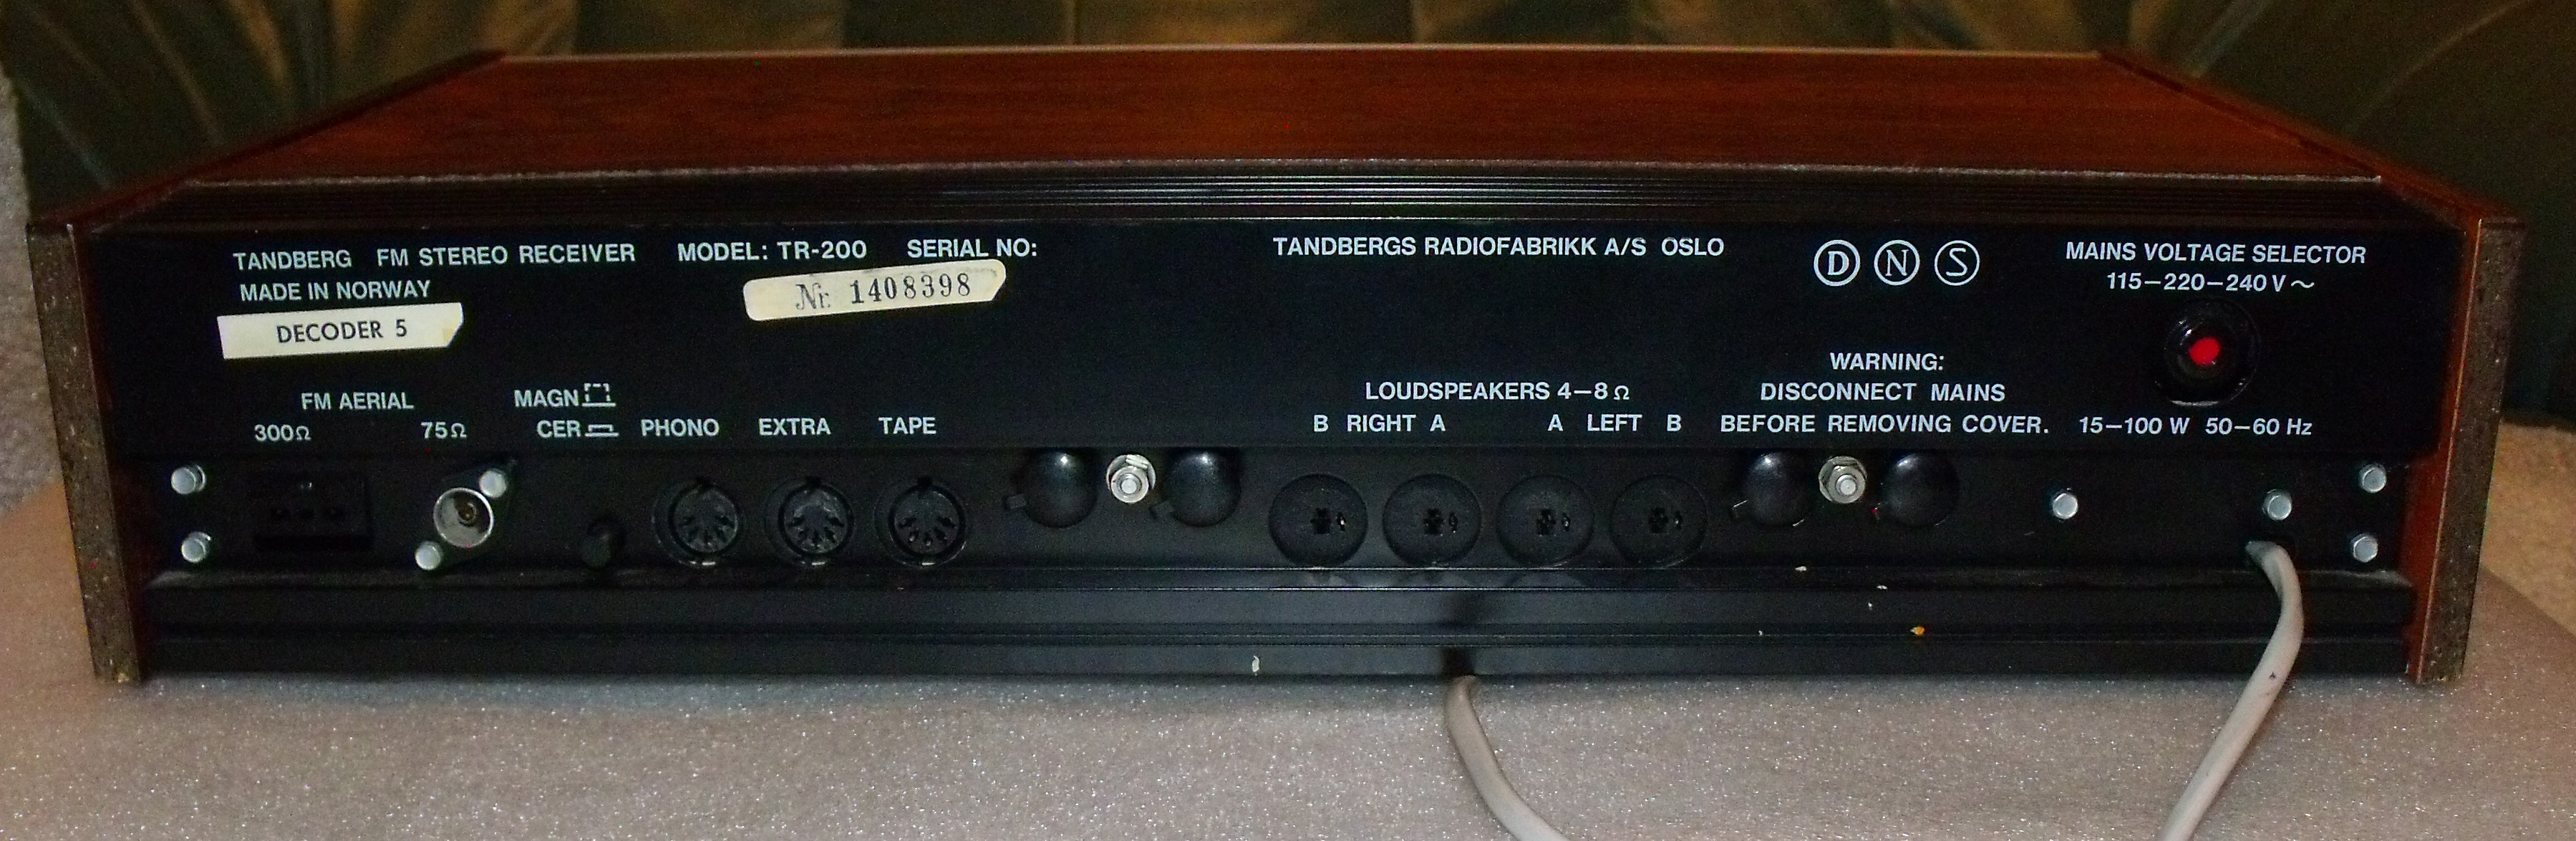 TANDBERG FM STEREO RECEIVER MODEL: TR-200 SERIAL NO:
MADE IN NORWAY
Nr. 1408398
DECODER 5
TANDBERGS RADIOFABRIKK A/S OSLO
D N S
MAINS VOLTAGE SELECTOR
115–220–240 V ~
FM AERIAL
300Ω 75Ω
MAGN
CER
PHONO EXTRA TAPE
LOUDSPEAKERS 4–8 Ω
B RIGHT A A LEFT B
WARNING:
DISCONNECT MAINS
BEFORE REMOVING COVER.
15–100 W 50–60 Hz